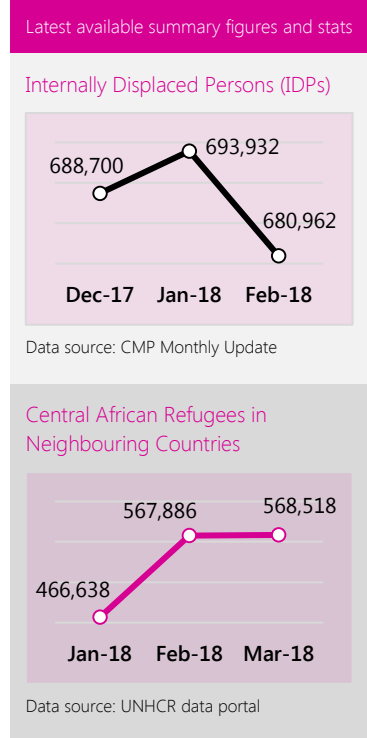 Latest available summary figures and stats
Internally Displaced Persons (IDPs)
688,700
693,932
680,962
Dec-17 Jan-18 Feb-18
Data source: CMP Monthly Update
Central African Refugees in
Neighbouring Countries
466,638
567,886
568,518
Jan-18 Feb-18 Mar-18
Data source: UNHCR data portal